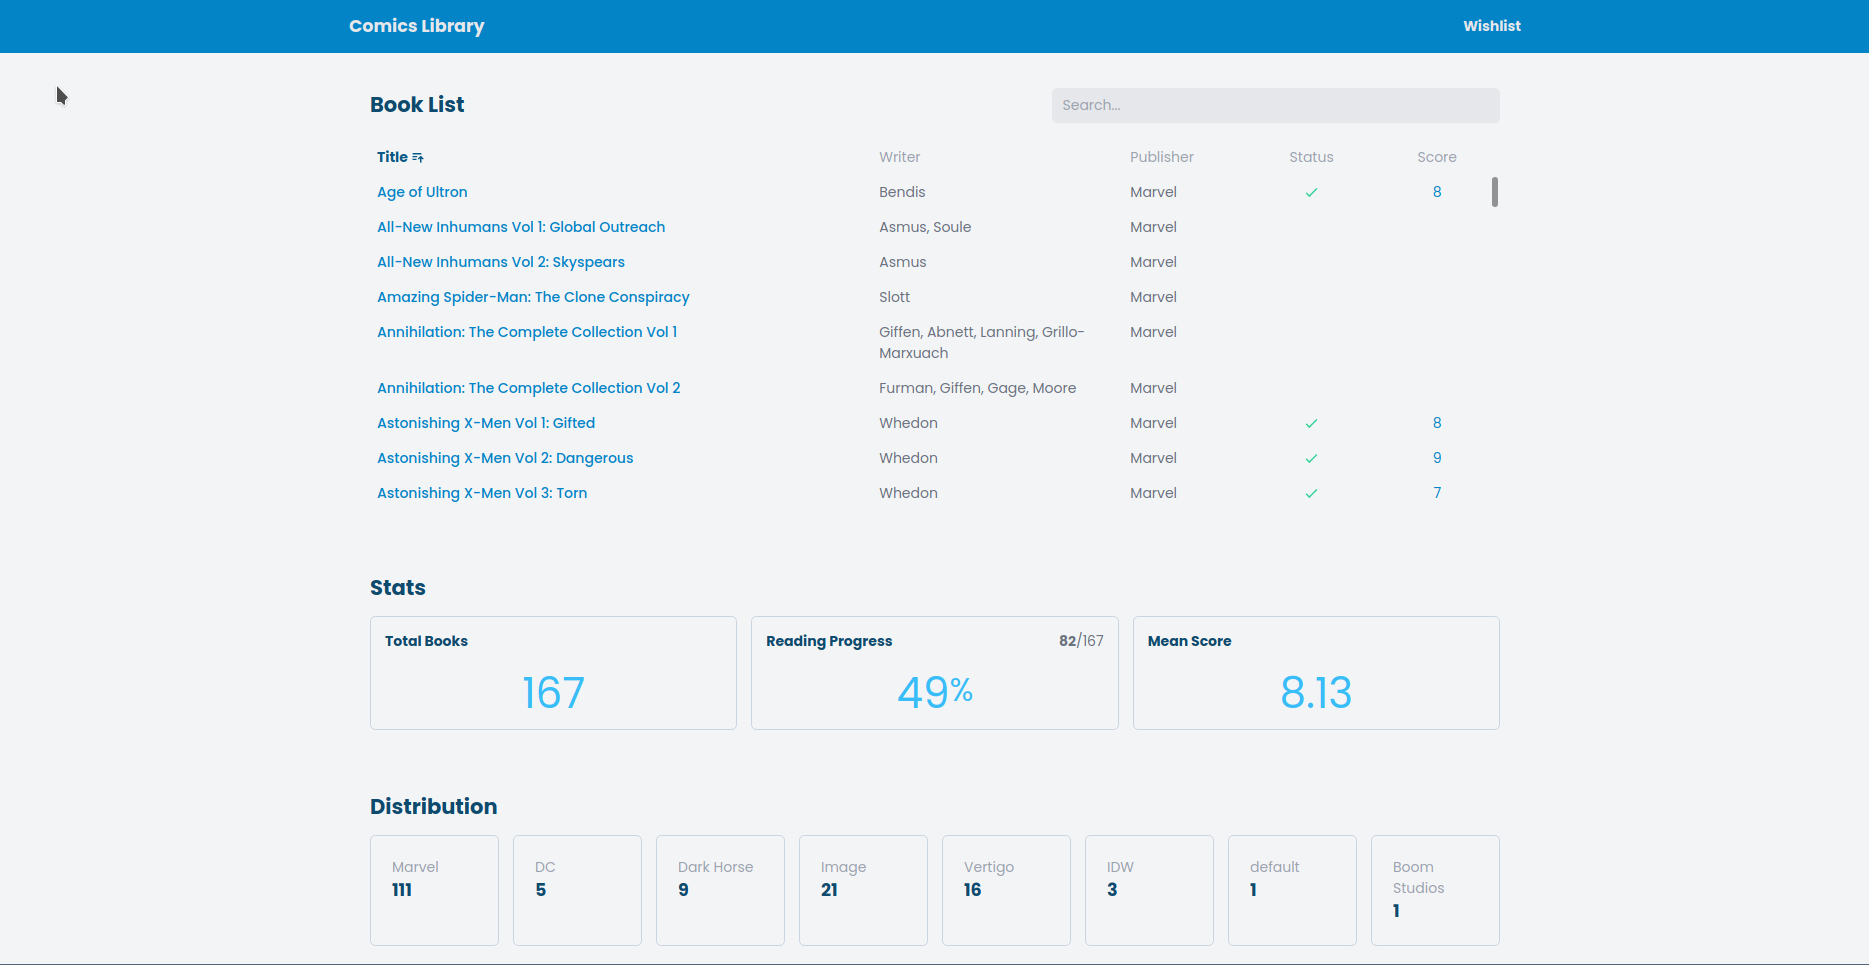 Comics Library
Wishlist
Book List
Search...
Title Writer Publisher Status Score
Age of Ultron Bendis Marvel 8
All-New Inhumans Vol 1: Global Outreach Asmus, Soule Marvel
All-New Inhumans Vol 2: Skyspears Asmus Marvel
Amazing Spider-Man: The Clone Conspiracy Slott Marvel
Annihilation: The Complete Collection Vol 1 Giffen, Abnett, Lanning, Grillo- Marvel
Marxuach
Annihilation: The Complete Collection Vol 2 Furman, Giffen, Gage, Moore Marvel
Astonishing X-Men Vol 1: Gifted Whedon Marvel 8
Astonishing X-Men Vol 2: Dangerous Whedon Marvel 9
Astonishing X-Men Vol 3: Torn Whedon Marvel 7
Stats
Total Books
167
Reading Progress 82/167
49%
Mean Score
8.13
Distribution
Marvel
111
DC
5
Dark Horse
9
Image
21
Vertigo
16
IDW
3
default
1
Boom
Studios
1